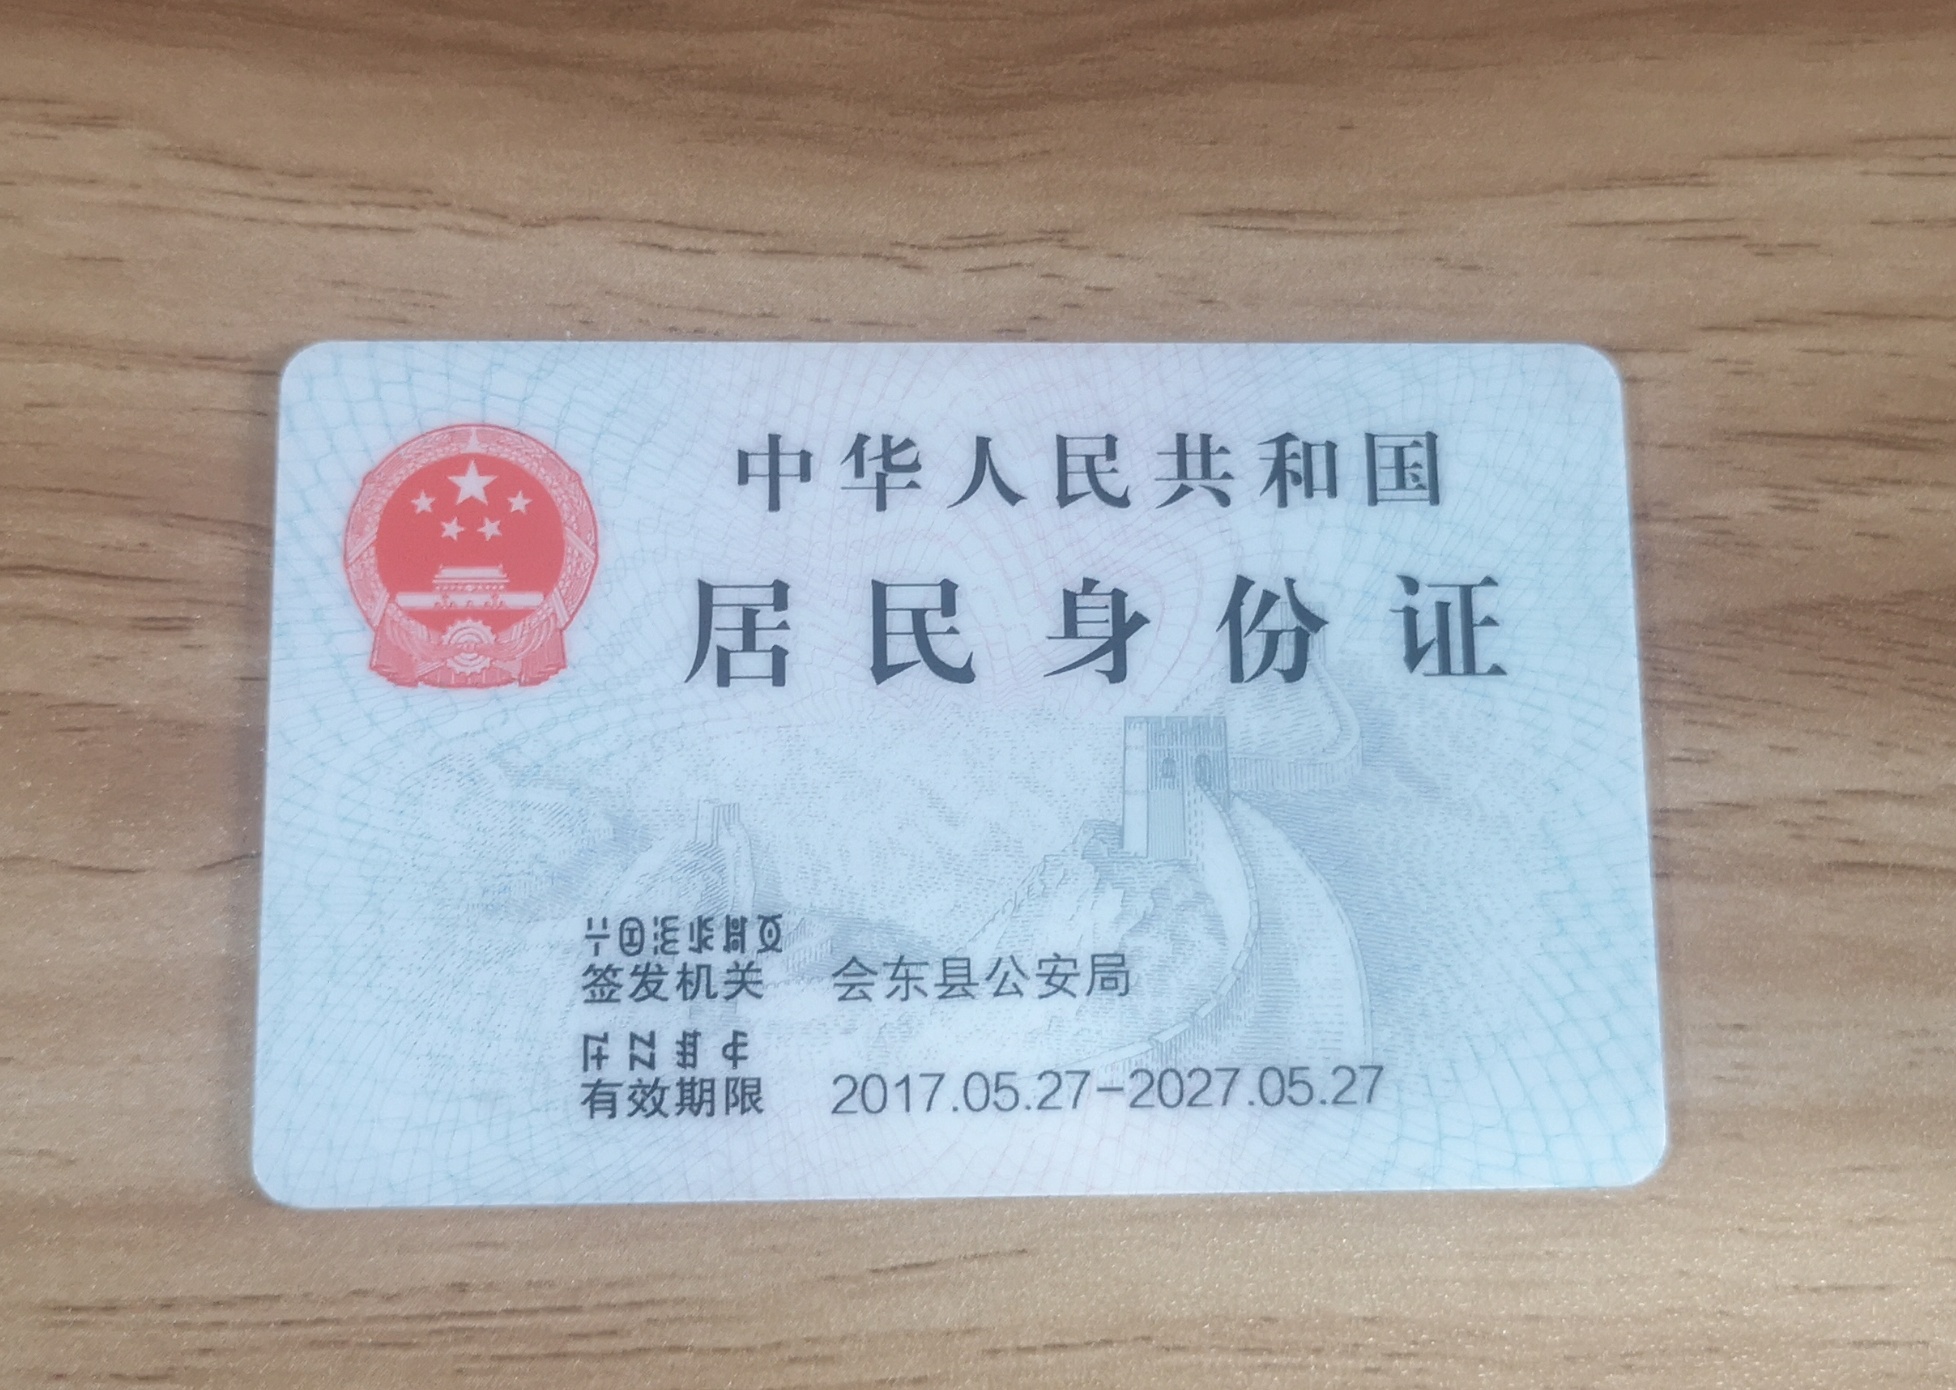 中华人民共和国
居民身份证
签发机关 会东县公安局
有效期限 2017.05.27-2027.05.27